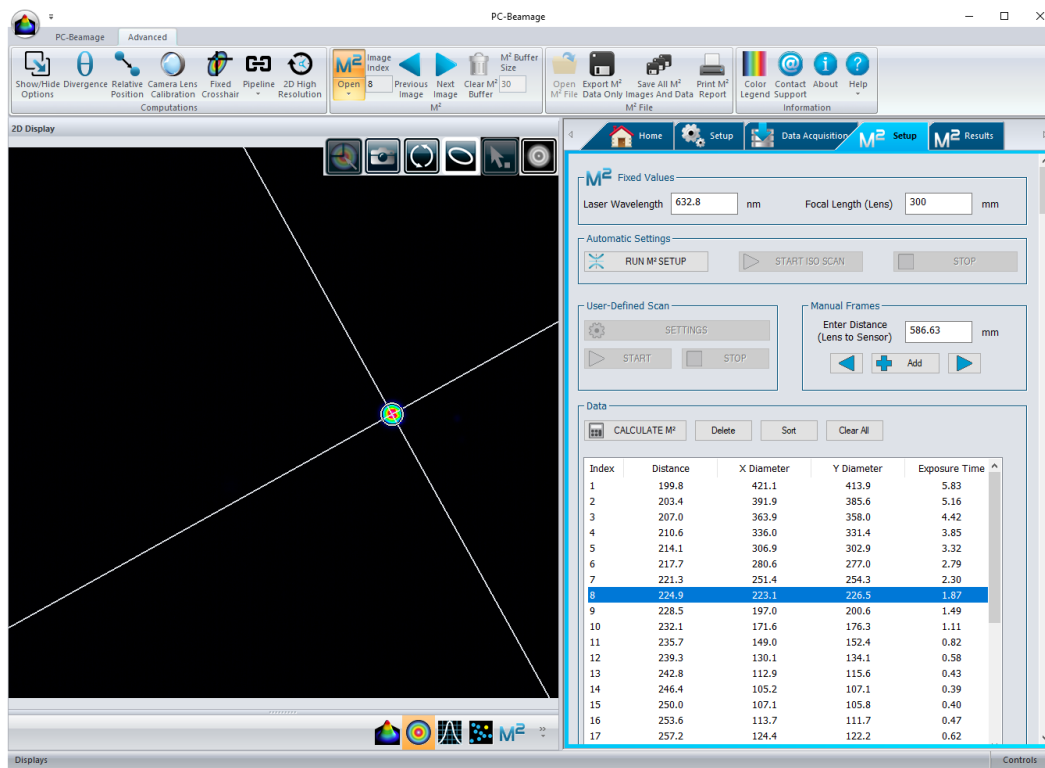 PC-Beamage
PC-Beamage Advanced
Show/Hide Options
Divergence
Relative Position
Camera Lens Calibration
Fixed Crosshair
Pipeline
2D High Resolution
Computations
M² Open
Image Index
8
Previous Image
Next Image
Clear M² Buffer
M² Buffer Size
30
M²
Open M² File
Export M² Data Only
Save All M² Images And Data
Print M² Report
M² File
Color Legend
Contact Support
About
Help
Information
2D Display
Home Setup Data Acquisition M² Setup M² Results
M² Fixed Values
Laser Wavelength 632.8 nm Focal Length (Lens) 300 mm
Automatic Settings
RUN M² SETUP START ISO SCAN STOP
User-Defined Scan
SETTINGS
START STOP
Manual Frames
Enter Distance
(Lens to Sensor) 586.63 mm
Add
Data
CALCULATE M² Delete Sort Clear All
Index Distance X Diameter Y Diameter Exposure Time
1 199.8 421.1 413.9 5.83
2 203.4 391.9 385.6 5.16
3 207.0 363.9 358.0 4.42
4 210.6 336.0 331.4 3.85
5 214.1 306.9 302.9 3.32
6 217.7 280.6 277.0 2.79
7 221.3 251.4 254.3 2.30
8 224.9 223.1 226.5 1.87
9 228.5 197.0 200.6 1.49
10 232.1 171.6 176.3 1.11
11 235.7 149.0 152.4 0.82
12 239.3 130.1 134.1 0.58
13 242.8 112.9 115.6 0.43
14 246.4 105.2 107.1 0.39
15 250.0 107.1 105.8 0.40
16 253.6 113.7 111.7 0.47
17 257.2 124.4 122.2 0.62
M²
Displays Controls